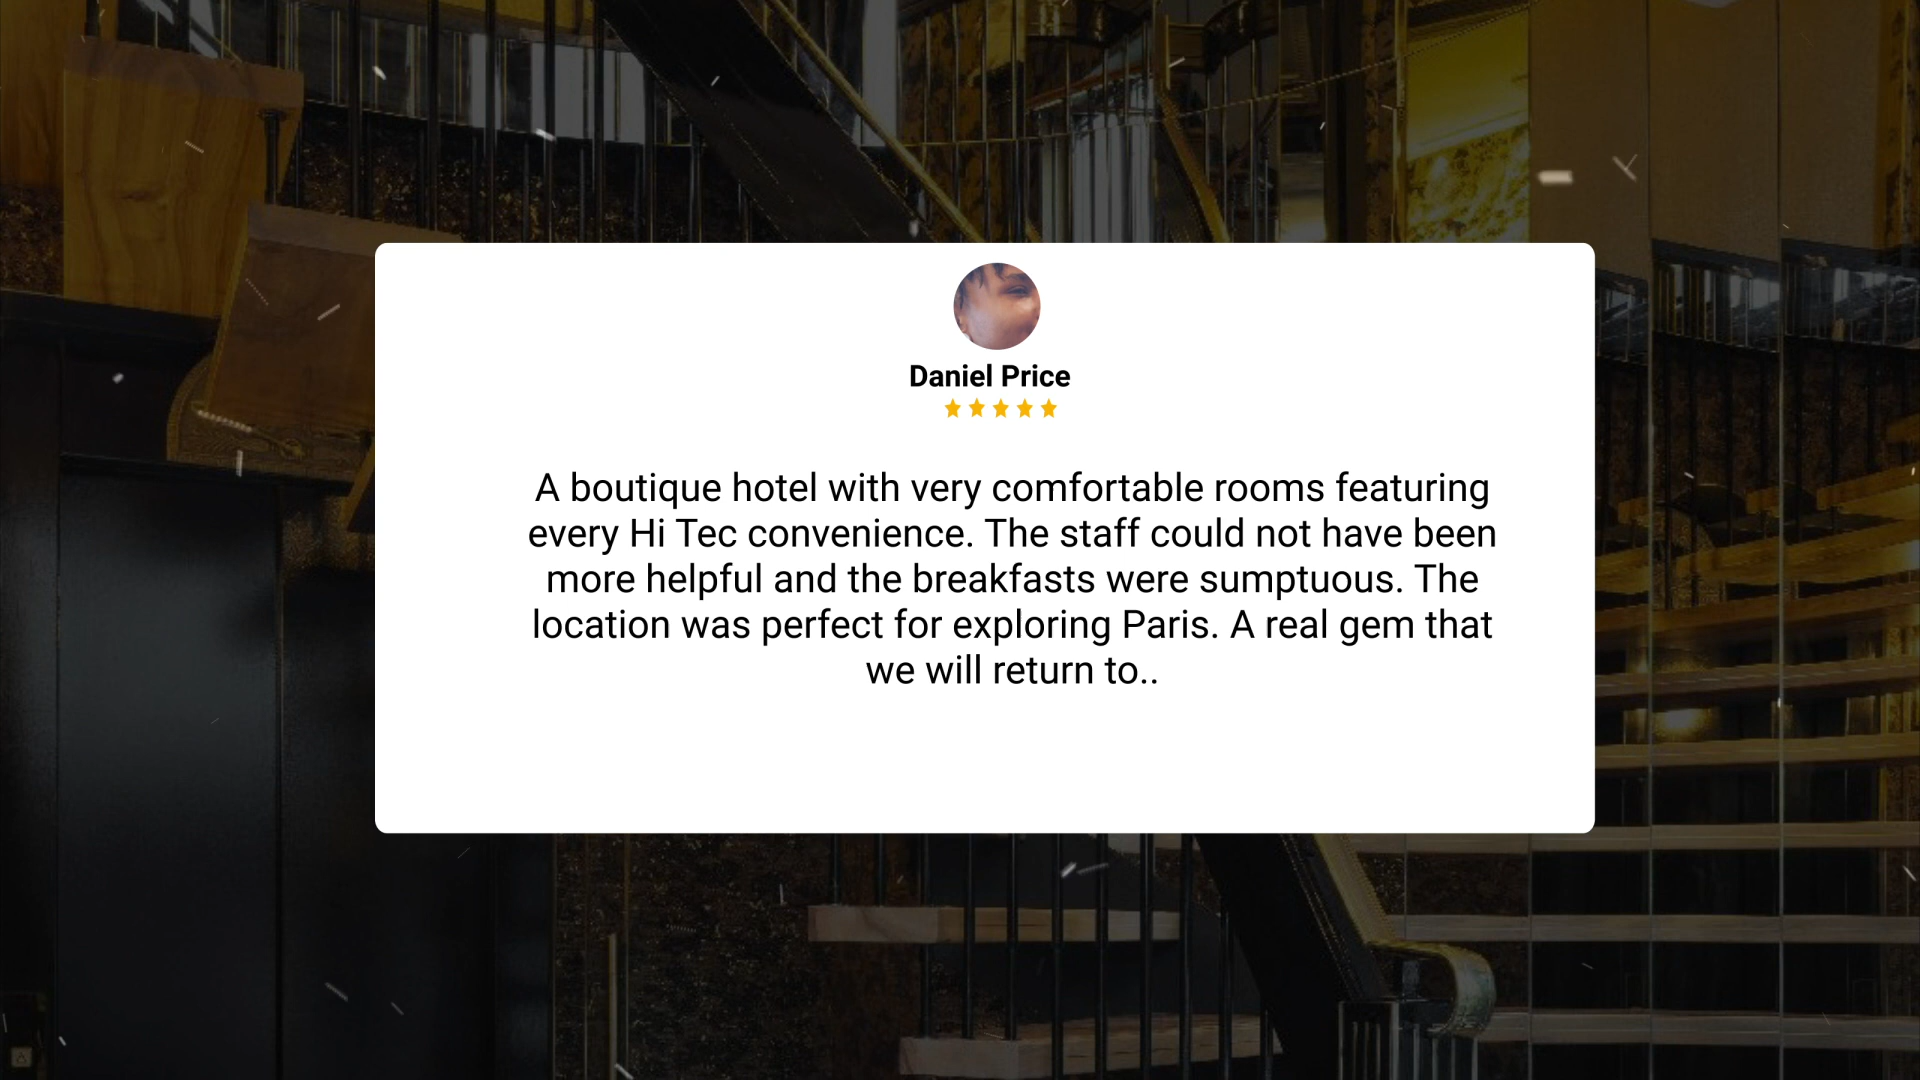 Daniel Price
A boutique hotel with very comfortable rooms featuring
every Hi Tec convenience. The staff could not have been
more helpful and the breakfasts were sumptuous. The
location was perfect for exploring Paris. A real gem that
we will return to..